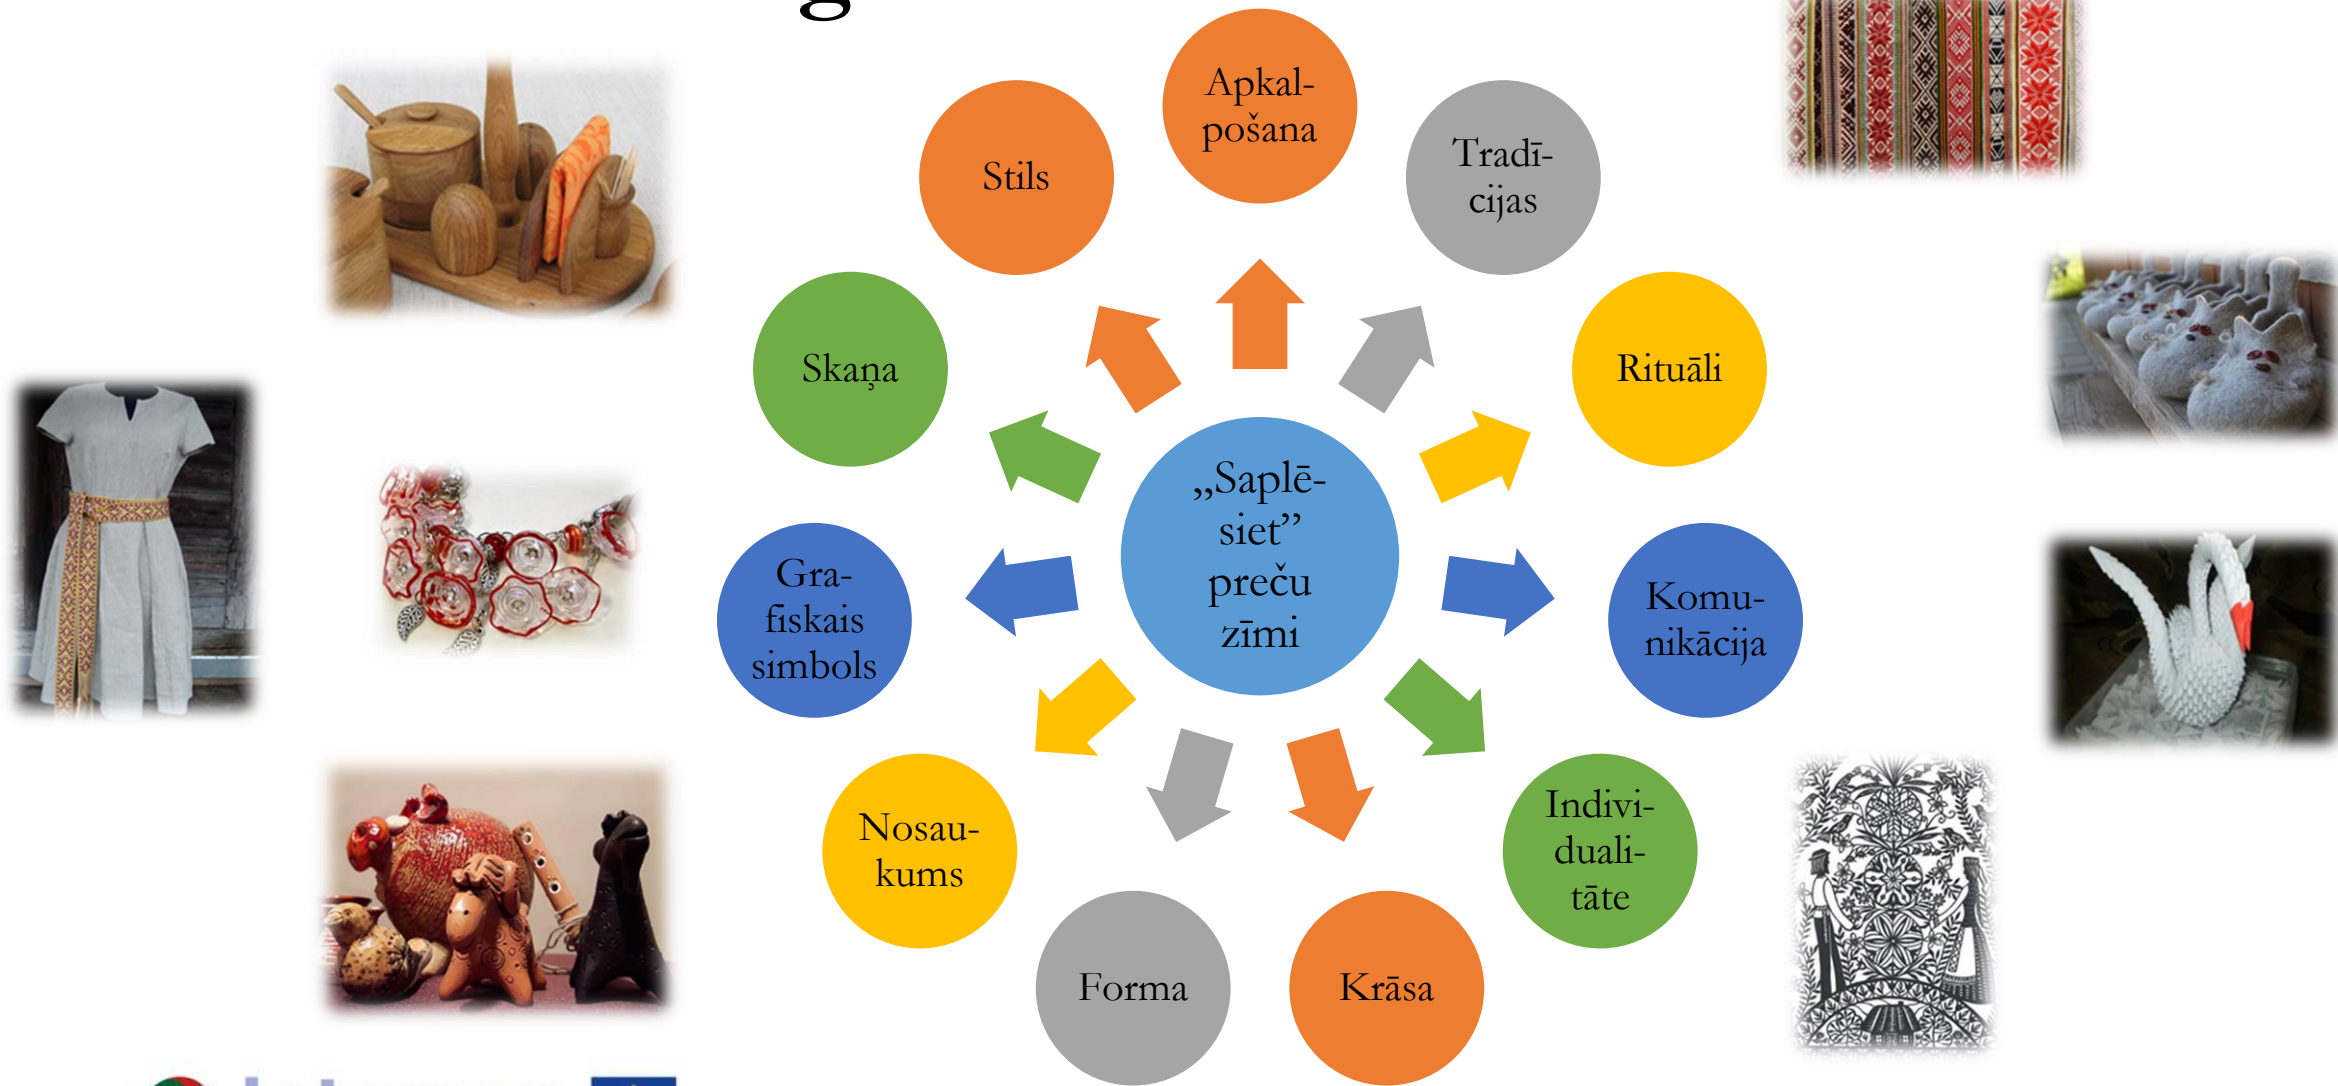 Apkal-
pošana
Tradī-
cijas
Rituāli
Komu-
nikācija
Indivi-
duali-
tāte
Krāsa
Forma
Nosau-
kums
Gra-
fiskais
simbols
Skaņa
Stils
„Saplē-
siet”
preču
zīmi